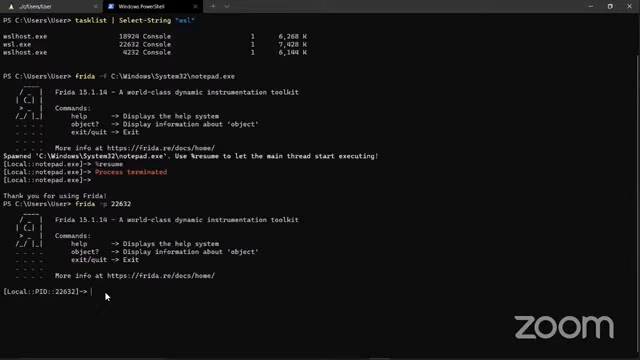 ./c/Users/User
Windows PowerShell
PS C:\Users\User> tasklist | Select-String "wsl"
wslhost.exe 18924 Console 1 6,268 K
wsl.exe 22632 Console 1 7,428 K
wslhost.exe 4232 Console 1 6,144 K
PS C:\Users\User> frida -f C:\Windows\System32\notepad.exe
____
/ _  | Frida 15.1.14 - A world-class dynamic instrumentation toolkit
| (_| |
> _ | Commands:
/_/ |_| help -> Displays the help system
. . . . object? -> Display information about 'object'
. . . . exit/quit -> Exit
. . . .
. . . . More info at https://frida.re/docs/home/
Spawned `C:\Windows\System32\notepad.exe`. Use %resume to let the main thread start executing!
[Local::notepad.exe]-> %resume
[Local::notepad.exe]-> Process terminated
[Local::notepad.exe]->
Thank you for using Frida!
PS C:\Users\User> frida -p 22632
____
/ _  | Frida 15.1.14 - A world-class dynamic instrumentation toolkit
| (_| |
> _ | Commands:
/_/ |_| help -> Displays the help system
. . . . object? -> Display information about 'object'
. . . . exit/quit -> Exit
. . . .
. . . . More info at https://frida.re/docs/home/
[Local::PID::22632]->
zoom